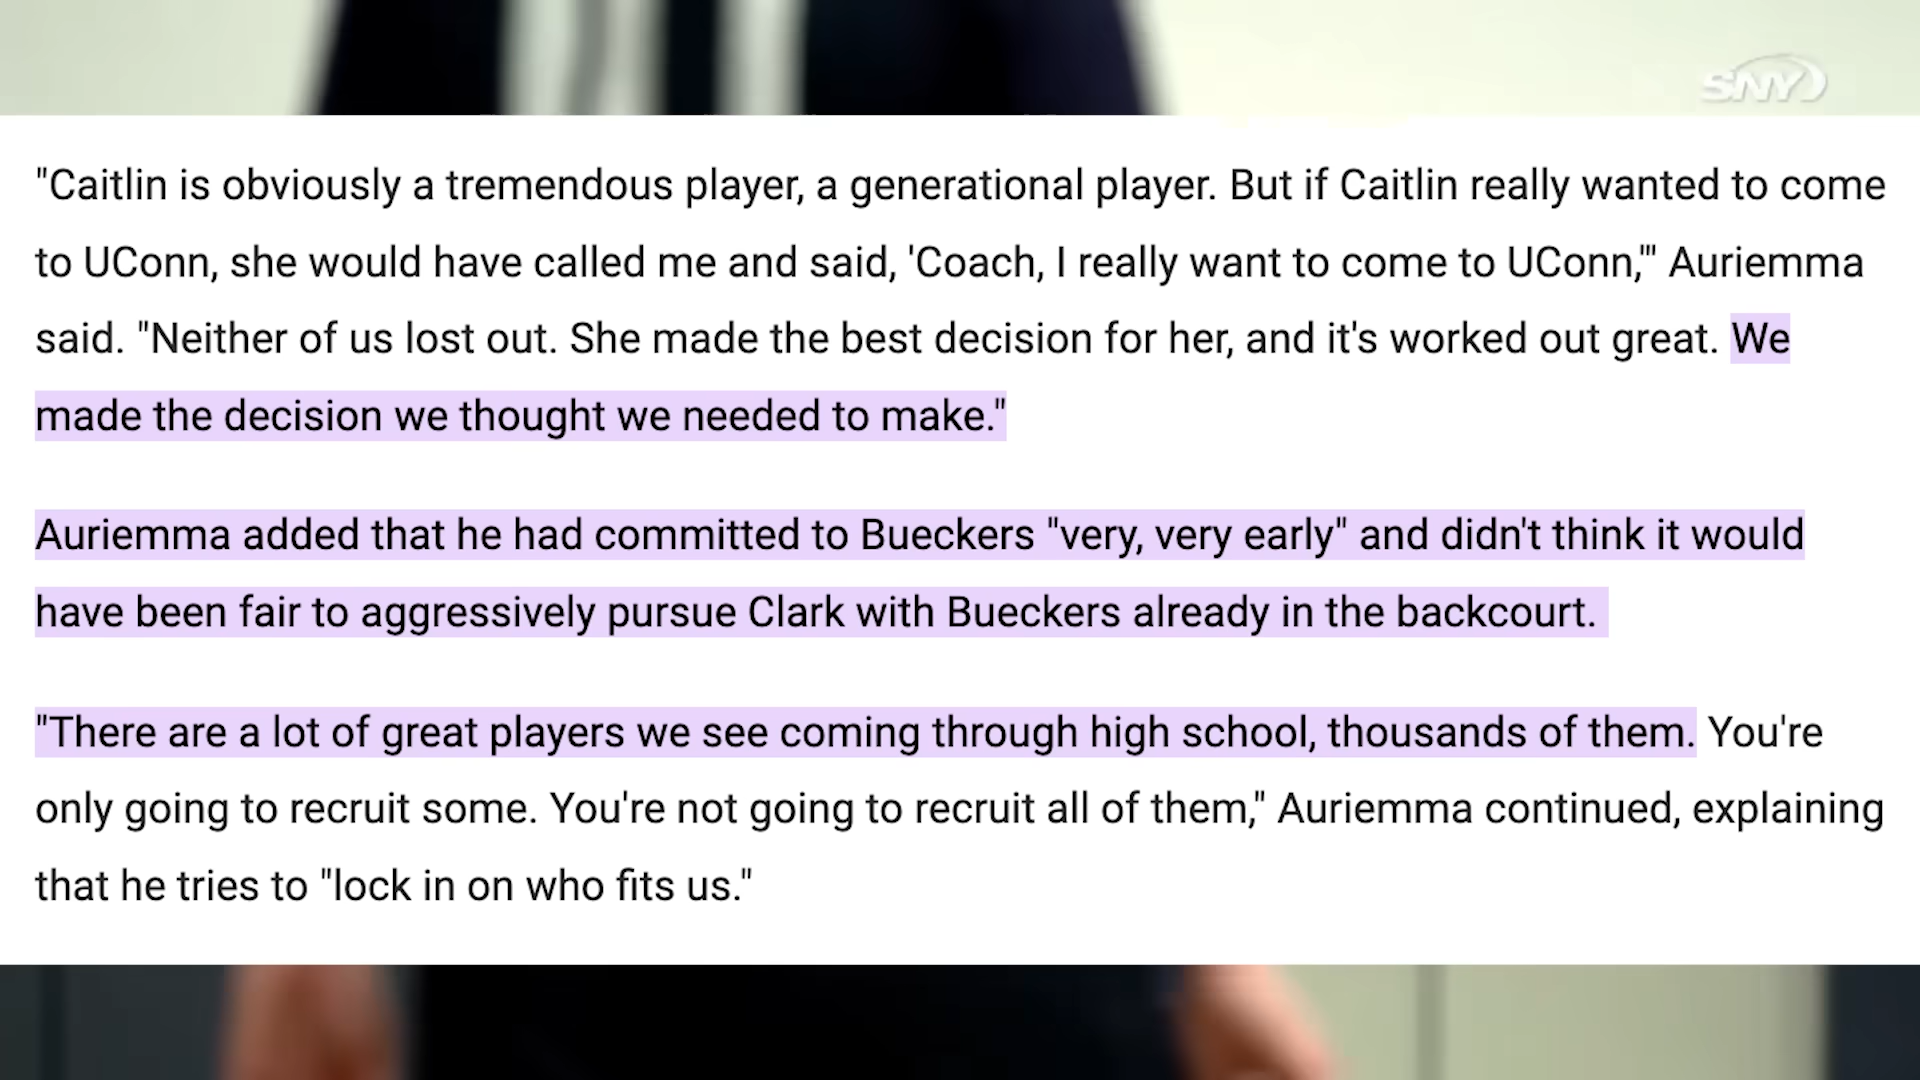 SNY
"Caitlin is obviously a tremendous player, a generational player. But if Caitlin really wanted to come
to UConn, she would have called me and said, 'Coach, I really want to come to UConn,'" Auriemma
said. "Neither of us lost out. She made the best decision for her, and it's worked out great. We
made the decision we thought we needed to make."
Auriemma added that he had committed to Bueckers "very, very early" and didn't think it would
have been fair to aggressively pursue Clark with Bueckers already in the backcourt.
"There are a lot of great players we see coming through high school, thousands of them. You're
only going to recruit some. You're not going to recruit all of them," Auriemma continued, explaining
that he tries to "lock in on who fits us."